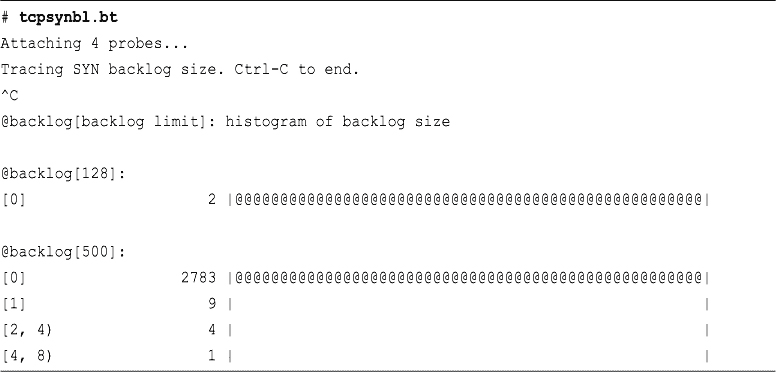 # tcpsynbl.bt
Attaching 4 probes...
Tracing SYN backlog size. Ctrl-C to end.
^C
@backlog[backlog limit]: histogram of backlog size
@backlog[128]:
[0]                    2 |@@@@@@@@@@@@@@@@@@@@@@@@@@@@@@@@@@@@@@@@@@@@@@@@@@@@|
@backlog[500]:
[0]                 2783 |@@@@@@@@@@@@@@@@@@@@@@@@@@@@@@@@@@@@@@@@@@@@@@@@@@@@|
[1]                    9 |                                                    |
[2, 4)                 4 |                                                    |
[4, 8)                 1 |                                                    |